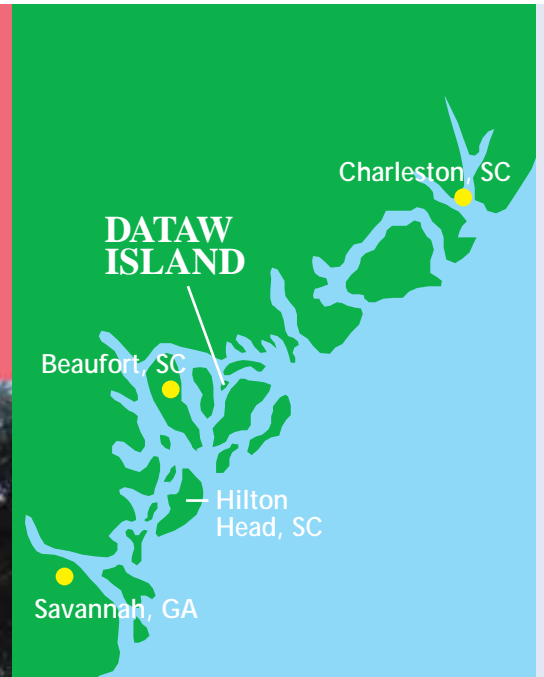 Charleston, SC
DATAW
ISLAND
Beaufort, SC
Hilton
Head, SC
Savannah, GA